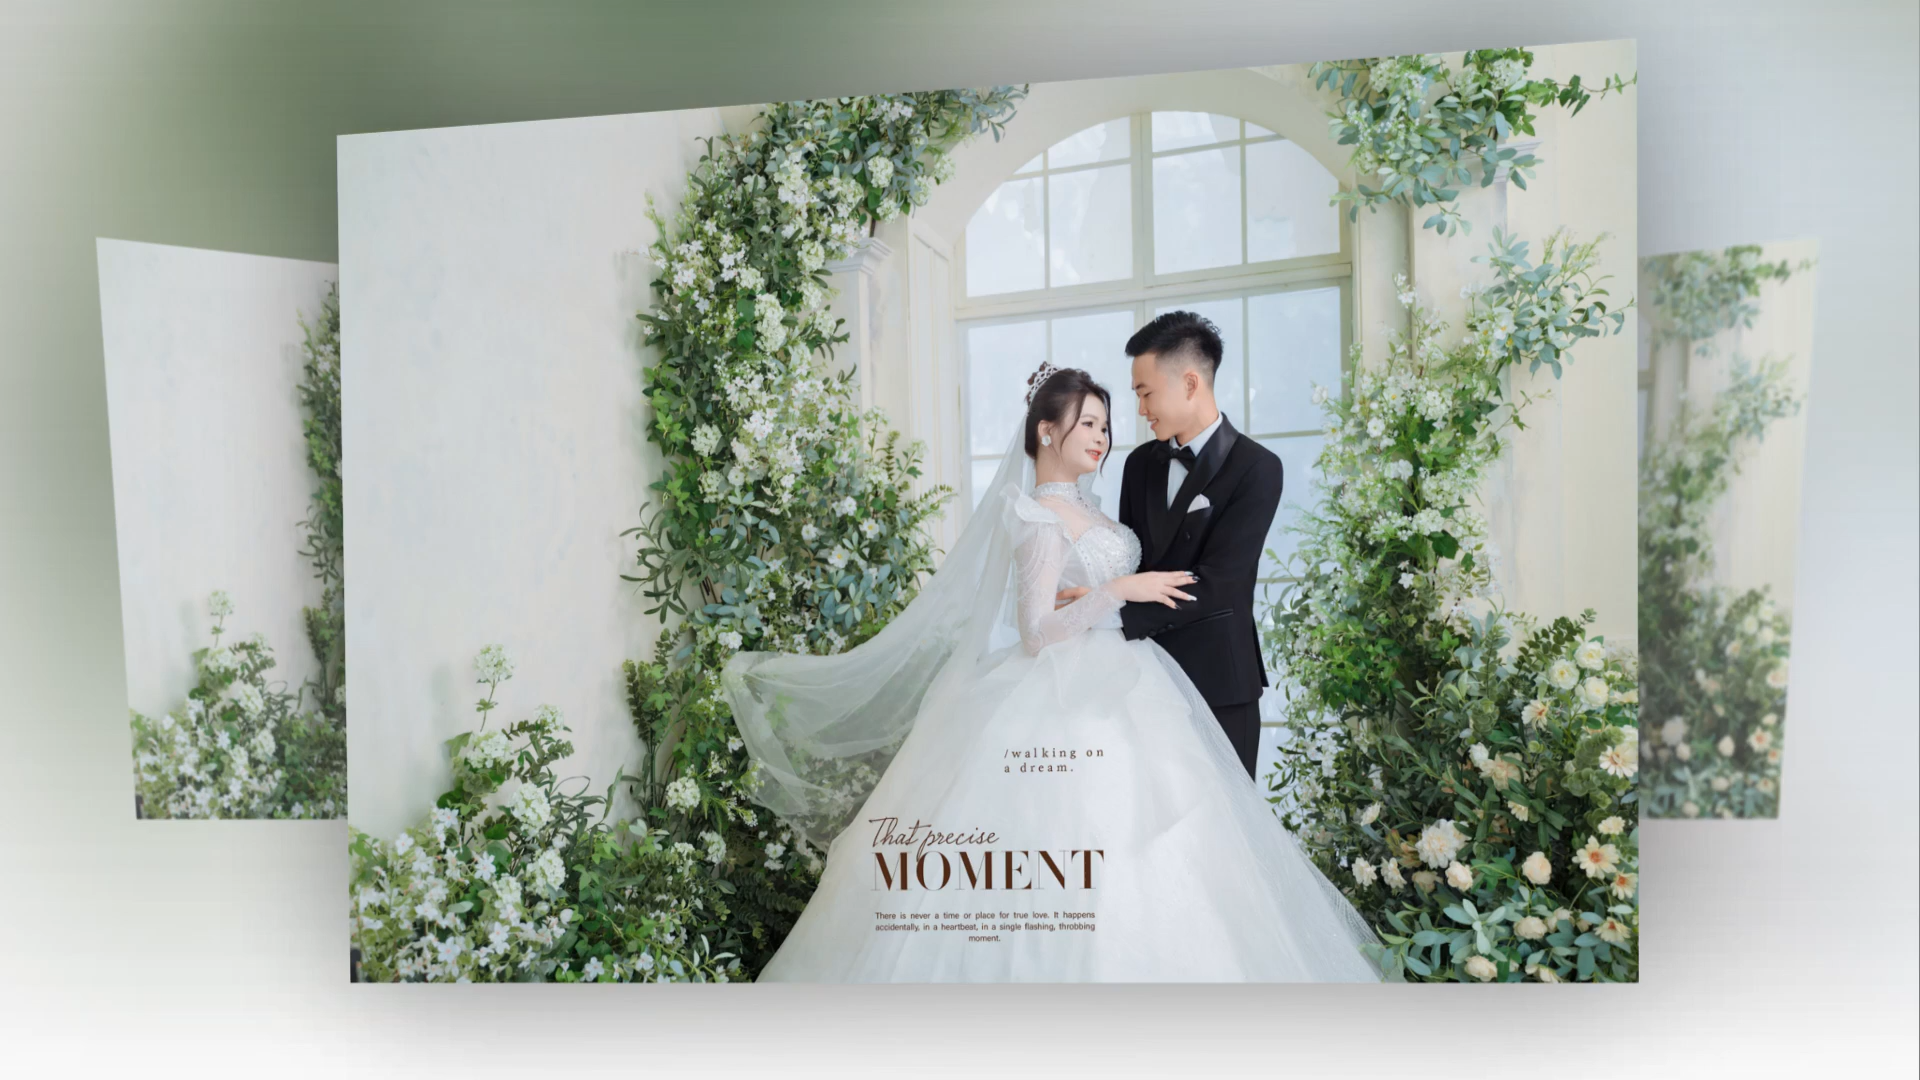 /walking on
a dream.
That precise
MOMENT
There is never a time or place for true love. It happens
accidentally, in a heartbeat, in a single flashing, throbbing
moment.